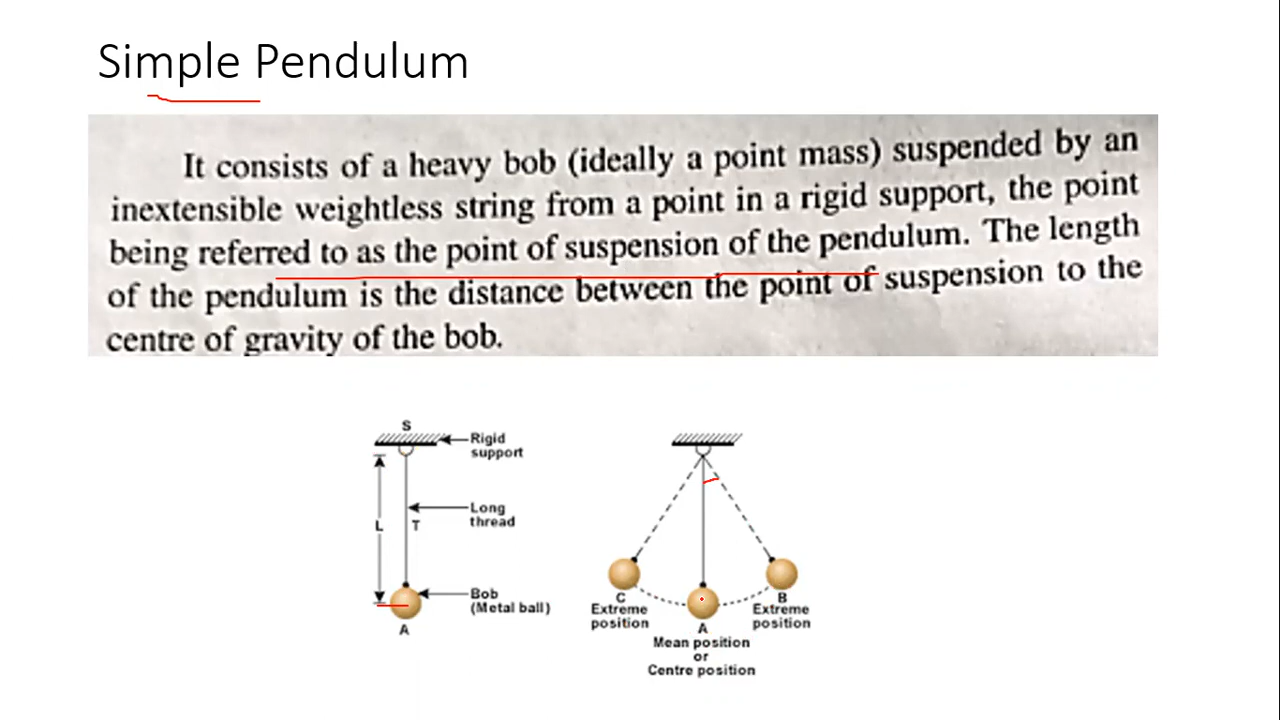 Simple Pendulum
It consists of a heavy bob (ideally a point mass) suspended by an
inextensible weightless string from a point in a rigid support, the point
being referred to as the point of suspension of the pendulum. The length
of the pendulum is the distance between the point of suspension to the
centre of gravity of the bob.
S
Rigid
support
L
T
Long
thread
Bob
(Metal ball)
A
C
Extreme
position
A
Mean position
or
Centre position
B
Extreme
position